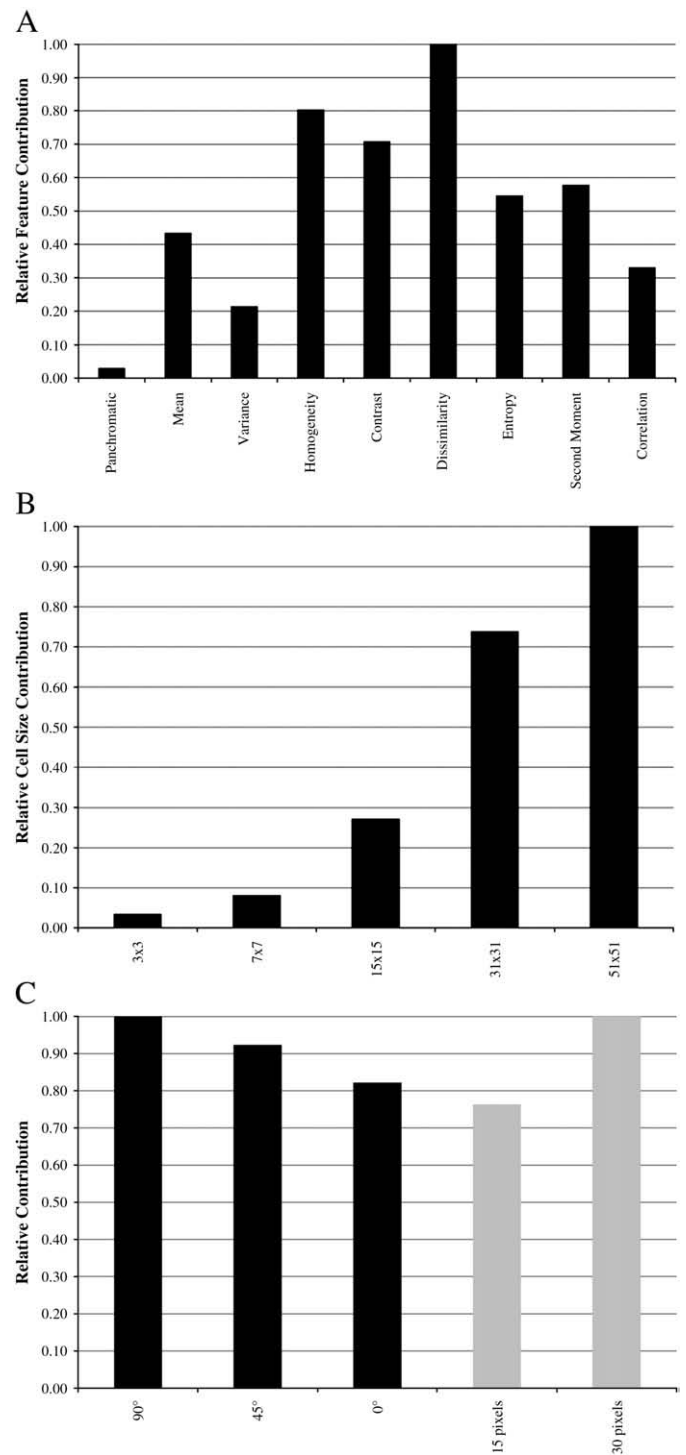 A
Relative Feature Contribution
1.00
0.90
0.80
0.70
0.60
0.50
0.40
0.30
0.20
0.10
0.00
Panchromatic
Mean
Variance
Homogeneity
Contrast
Dissimilarity
Entropy
Second Moment
Correlation
B
Relative Cell Size Contribution
1.00
0.90
0.80
0.70
0.60
0.50
0.40
0.30
0.20
0.10
0.00
3x3
7x7
15x15
31x31
51x51
C
Relative Contribution
1.00
0.90
0.80
0.70
0.60
0.50
0.40
0.30
0.20
0.10
0.00
90°
45°
0°
15 pixels
30 pixels